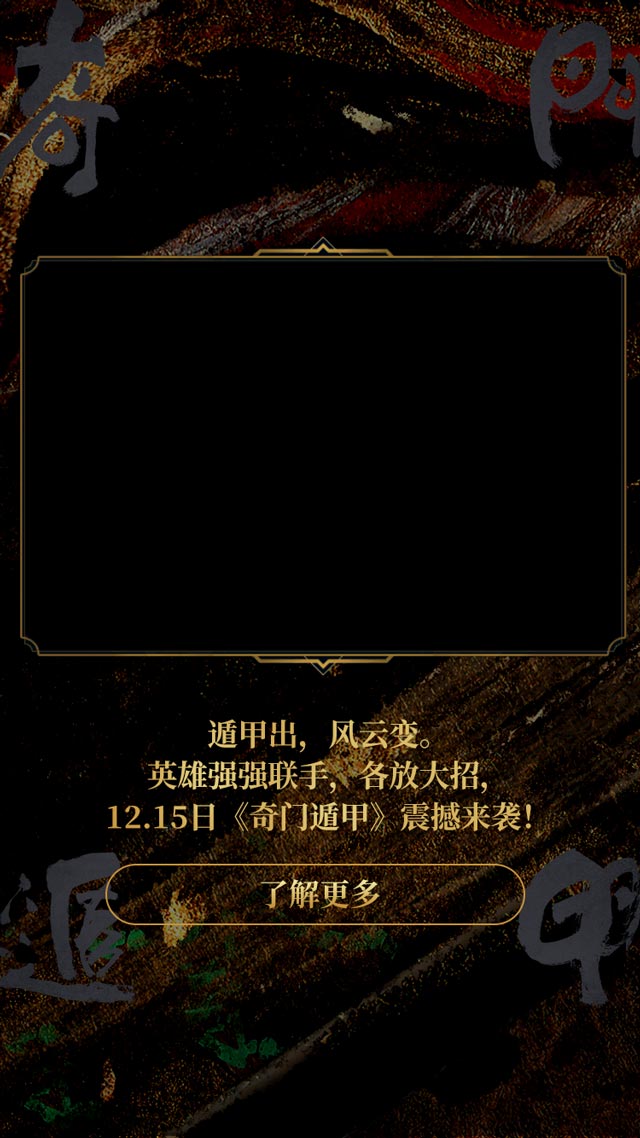 奇
門
遁甲出，风云变。
英雄强强联手，各放大招，
12.15日《奇门遁甲》震撼来袭！
了解更多
遁
甲